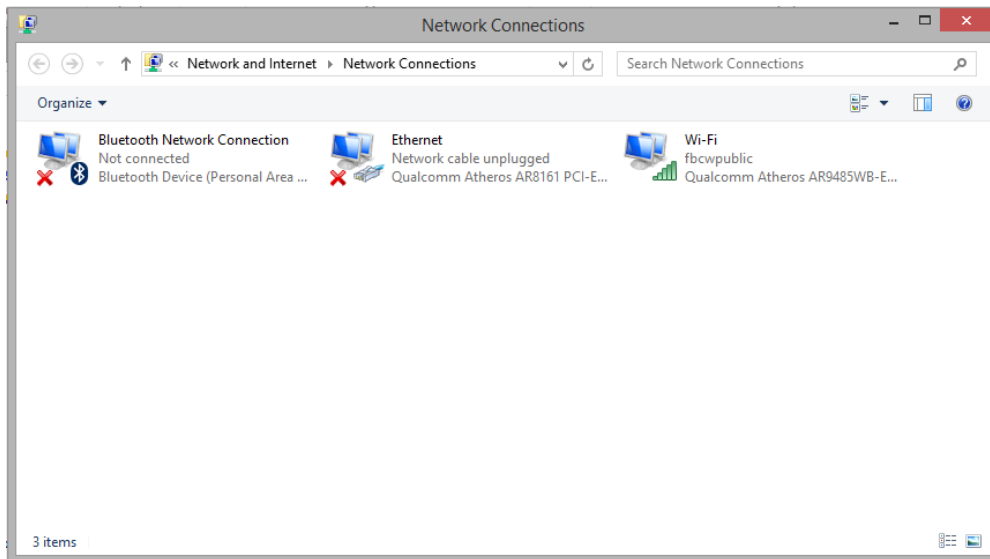 Network Connections
« Network and Internet Network Connections
Search Network Connections
Organize
Bluetooth Network Connection
Not connected
Bluetooth Device (Personal Area ...
Ethernet
Network cable unplugged
Qualcomm Atheros AR8161 PCI-E...
Wi-Fi
fbcwpublic
Qualcomm Atheros AR9485WB-E...
3 items